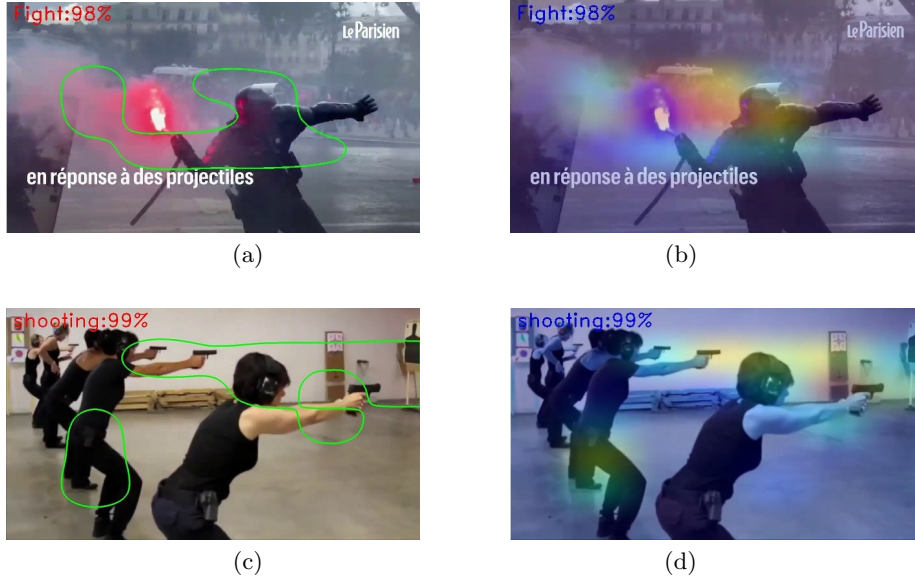 Fight:98%
Le Parisien
en réponse à des projectiles
Fight:98%
Le Parisien
en réponse à des projectiles
(a)
(b)
shooting:99%
shooting:99%
(c)
(d)